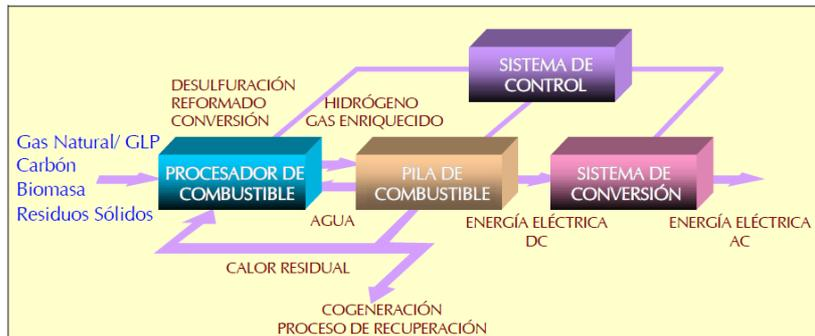 SISTEMA DE
CONTROL
DESULFURACIÓN
REFORMADO
CONVERSIÓN
HIDRÓGENO
GAS ENRIQUECIDO
Gas Natural/ GLP
Carbón
Biomasa
Residuos Sólidos
PROCESADOR DE
COMBUSTIBLE
PILA DE
COMBUSTIBLE
SISTEMA DE
CONVERSIÓN
AGUA
ENERGÍA ELÉCTRICA
DC
ENERGÍA ELÉCTRICA
AC
CALOR RESIDUAL
COGENERACIÓN
PROCESO DE RECUPERACIÓN